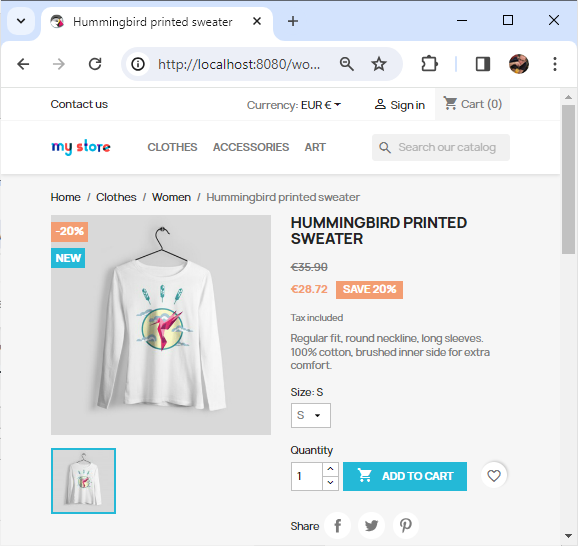 Hummingbird printed sweater
http://localhost:8080/wo...
Contact us
Currency: EUR €
Sign in
Cart (0)
my store
CLOTHES
ACCESSORIES
ART
Search our catalog
Home / Clothes / Women / Hummingbird printed sweater
-20%
NEW
HUMMINGBIRD PRINTED
SWEATER
€35.90
€28.72 SAVE 20%
Tax included
Regular fit, round neckline, long sleeves.
100% cotton, brushed inner side for extra
comfort.
Size: S
S
Quantity
1
ADD TO CART
Share